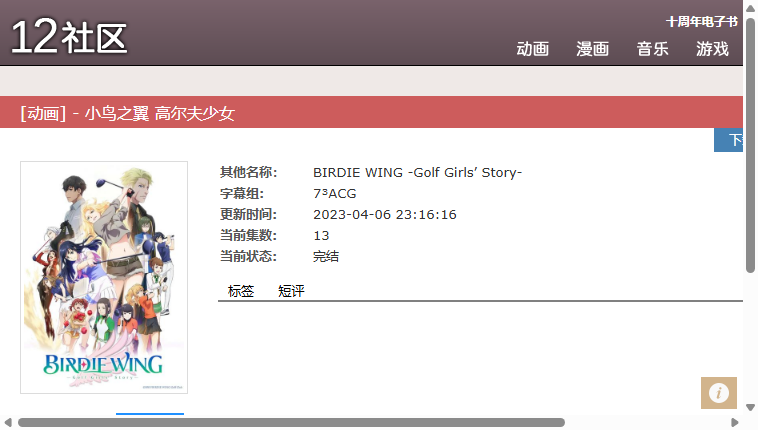 12社区
十周年电子书
动画 漫画 音乐 游戏
[动画] - 小鸟之翼 高尔夫少女
下
其他名称: BIRDIE WING -Golf Girls’ Story-
字幕组: 7³ACG
更新时间: 2023-04-06 23:16:16
当前集数: 13
当前状态: 完结
标签 短评
BIRDIE WING
-Golf Girls' Story-